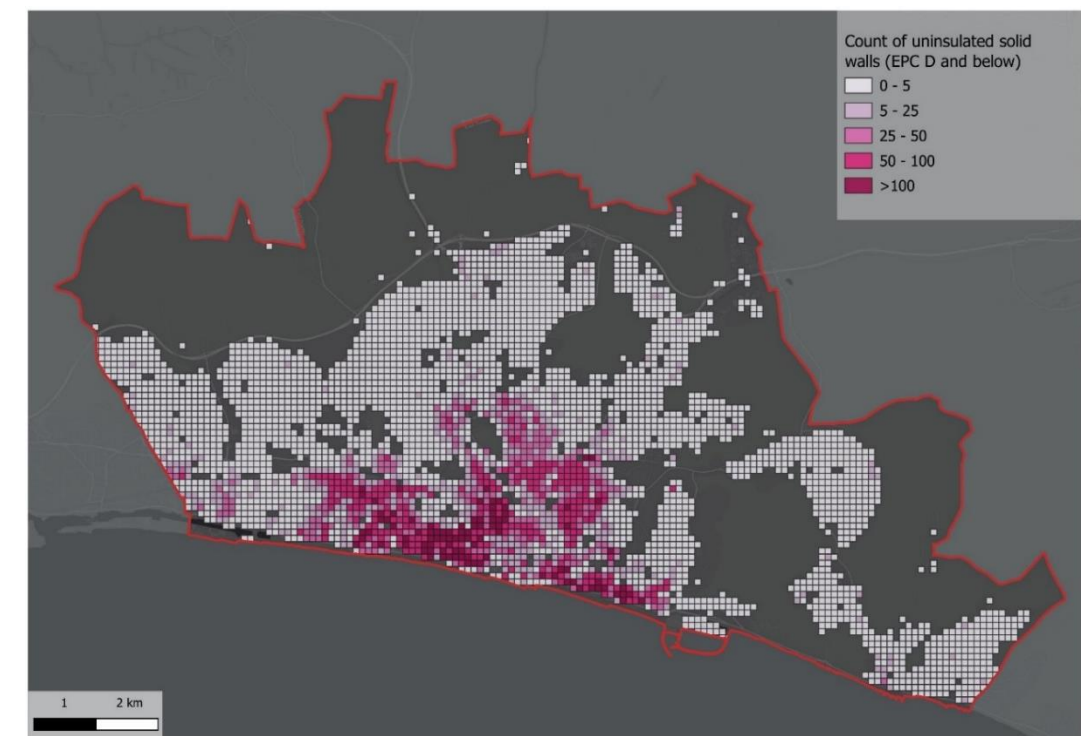 Count of uninsulated solid
walls (EPC D and below)
0 - 5
5 - 25
25 - 50
50 - 100
>100
1 2 km